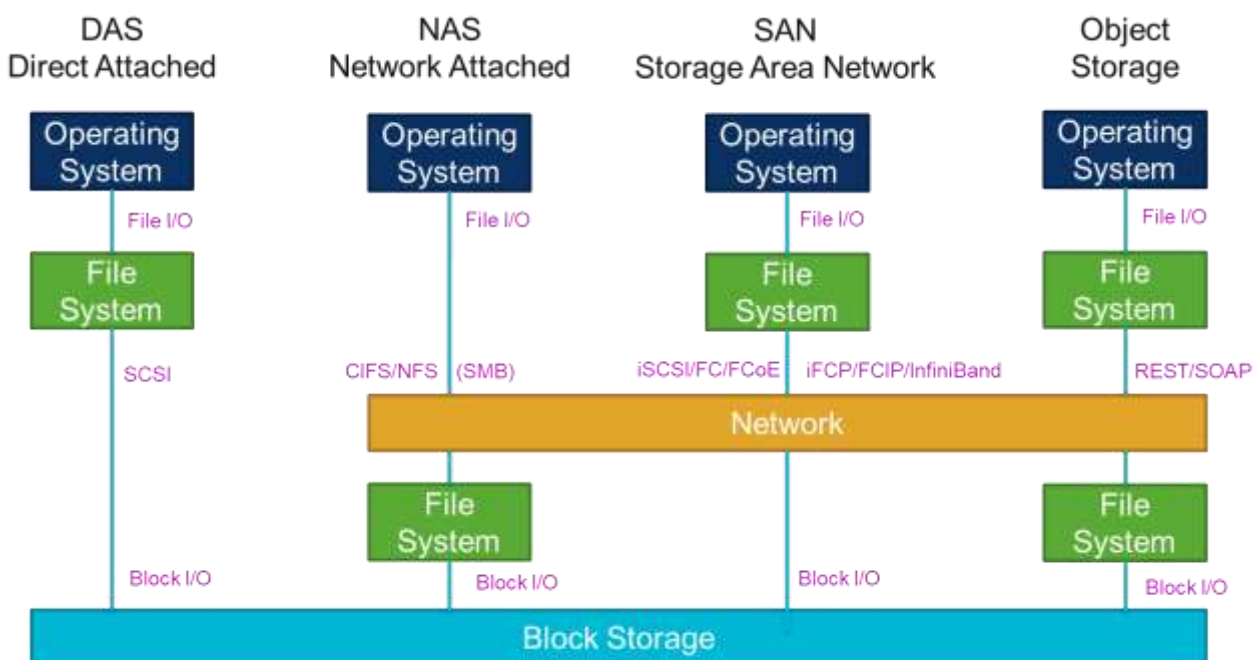 DAS
Direct Attached
NAS
Network Attached
SAN
Storage Area Network
Object
Storage
Operating
System
Operating
System
Operating
System
Operating
System
File I/O
File I/O
File I/O
File I/O
File
System
File
System
File
System
SCSI
CIFS/NFS
(SMB)
iSCSI/FC/FCoE
iFCP/FCIP/InfiniBand
REST/SOAP
Network
File
System
File
System
Block I/O
Block I/O
Block I/O
Block I/O
Block Storage